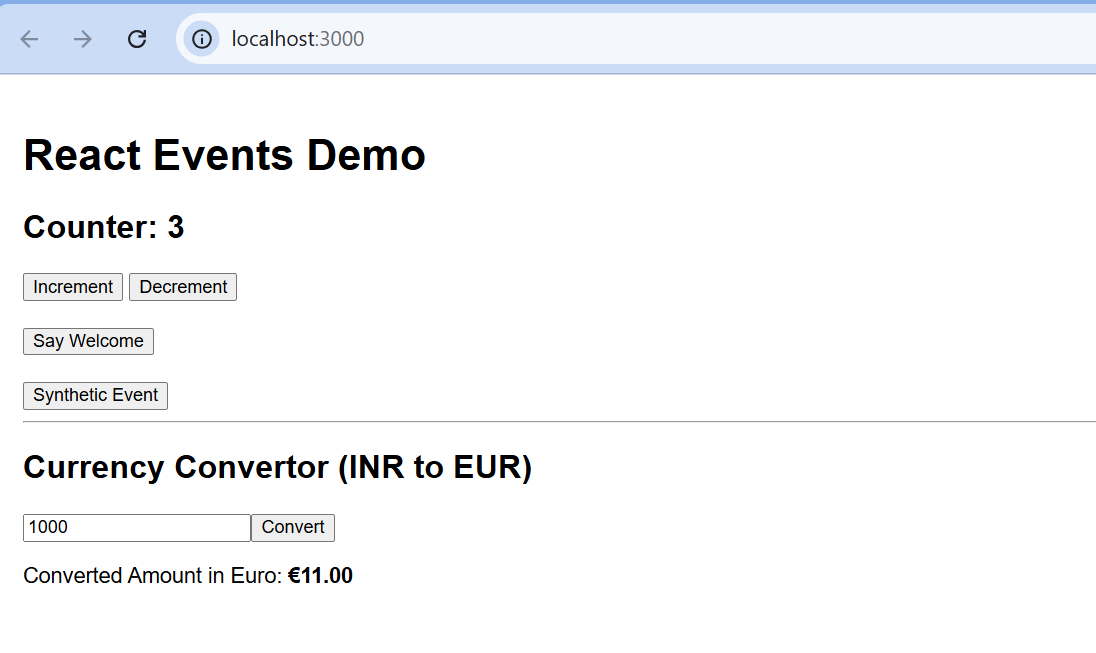 localhost:3000
React Events Demo
Counter: 3
Increment Decrement
Say Welcome
Synthetic Event
Currency Convertor (INR to EUR)
1000 Convert
Converted Amount in Euro: €11.00